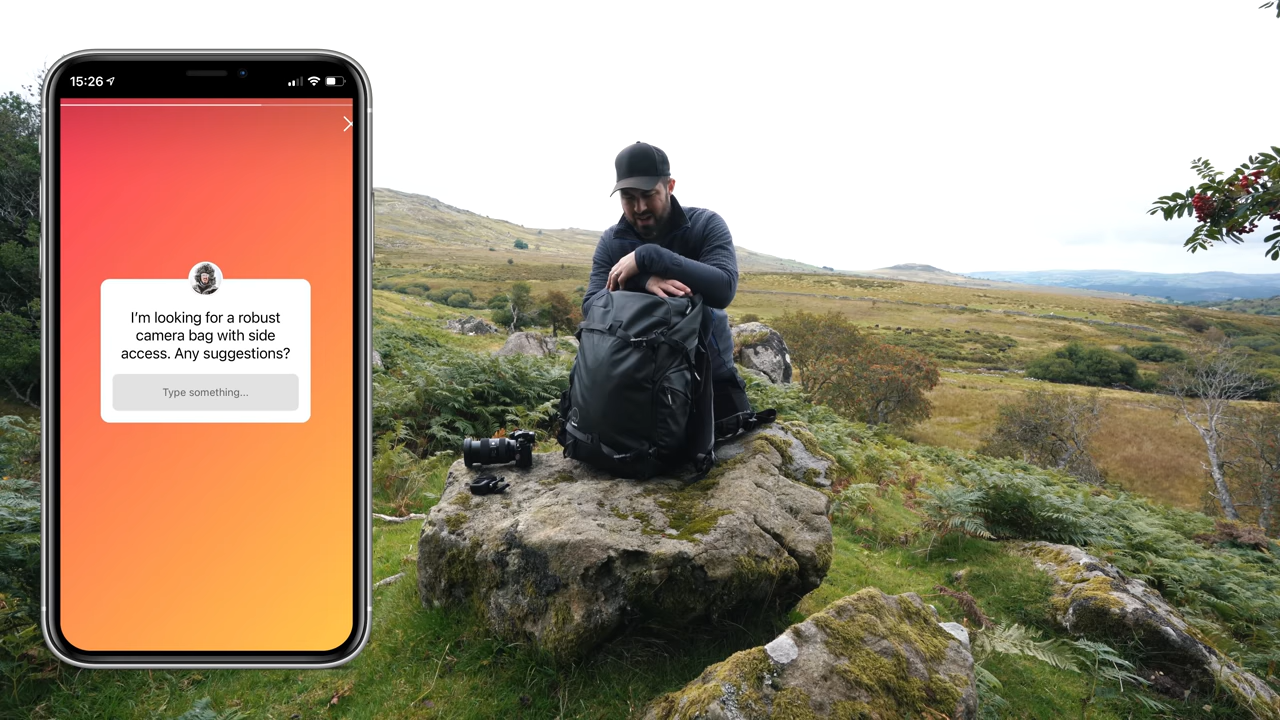 15:26
I'm looking for a robust
camera bag with side
access. Any suggestions?
Type something...